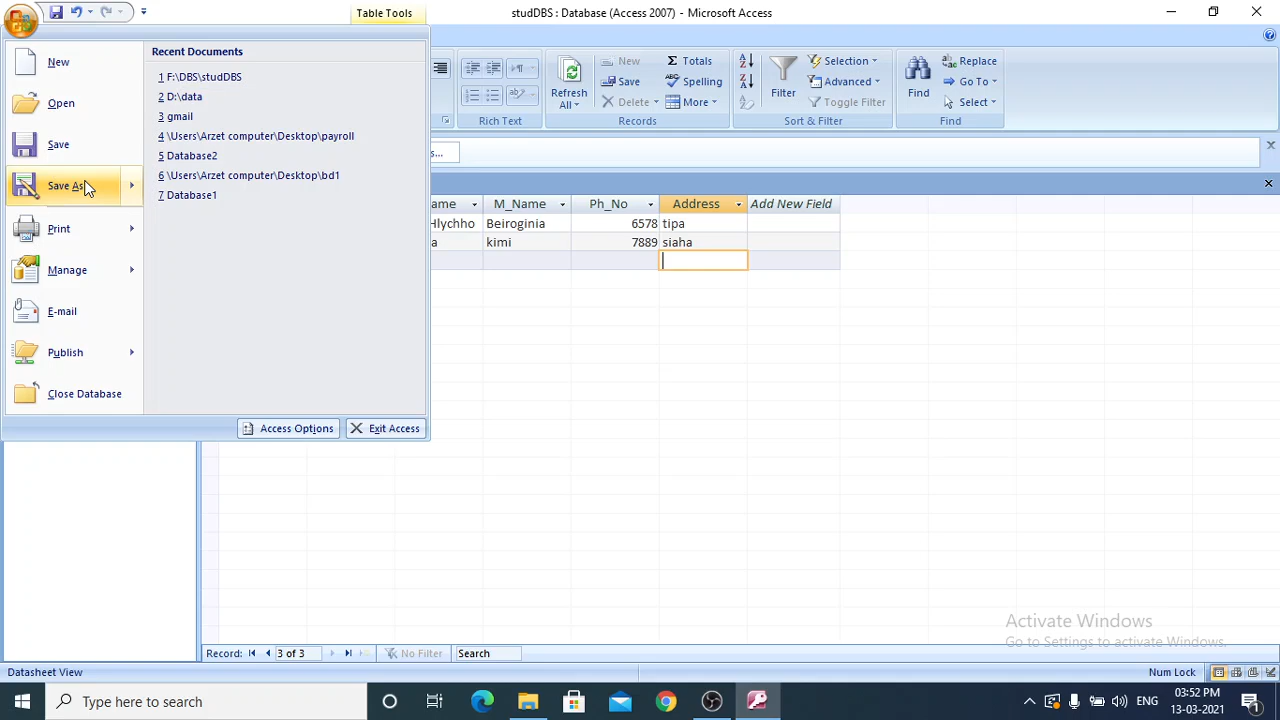 Table Tools
studDBS : Database (Access 2007) - Microsoft Access
New
Open
Save
Save As
Print
Manage
E-mail
Publish
Close Database
Recent Documents
1 F:\DBS\studDBS
2 D:\data
3 gmail
4 \Users\Arzet computer\Desktop\payroll
5 Database2
6 \Users\Arzet computer\Desktop\bd1
7 Database1
Access Options
Exit Access
Rich Text
Refresh All
New
Save
Delete
Totals
Spelling
More
Records
Filter
Selection
Advanced
Toggle Filter
Sort & Filter
Find
Replace
Go To
Select
Find
s...
ame M_Name Ph_No Address Add New Field
Hlychho Beiroginia 6578 tipa
a kimi 7889 siaha
Activate Windows
Go to Settings to activate Windows.
Record: 3 of 3 No Filter Search
Datasheet View
Num Lock
Type here to search
ENG
03:52 PM
13-03-2021
1